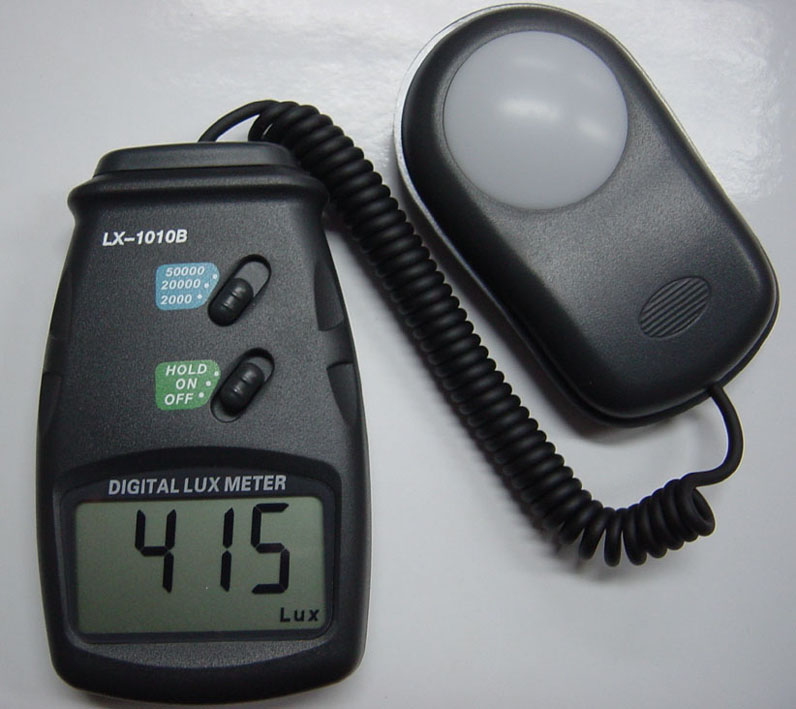 LX-1010B
50000
20000
2000
HOLD
ON
OFF
DIGITAL LUX METER
415
Lux